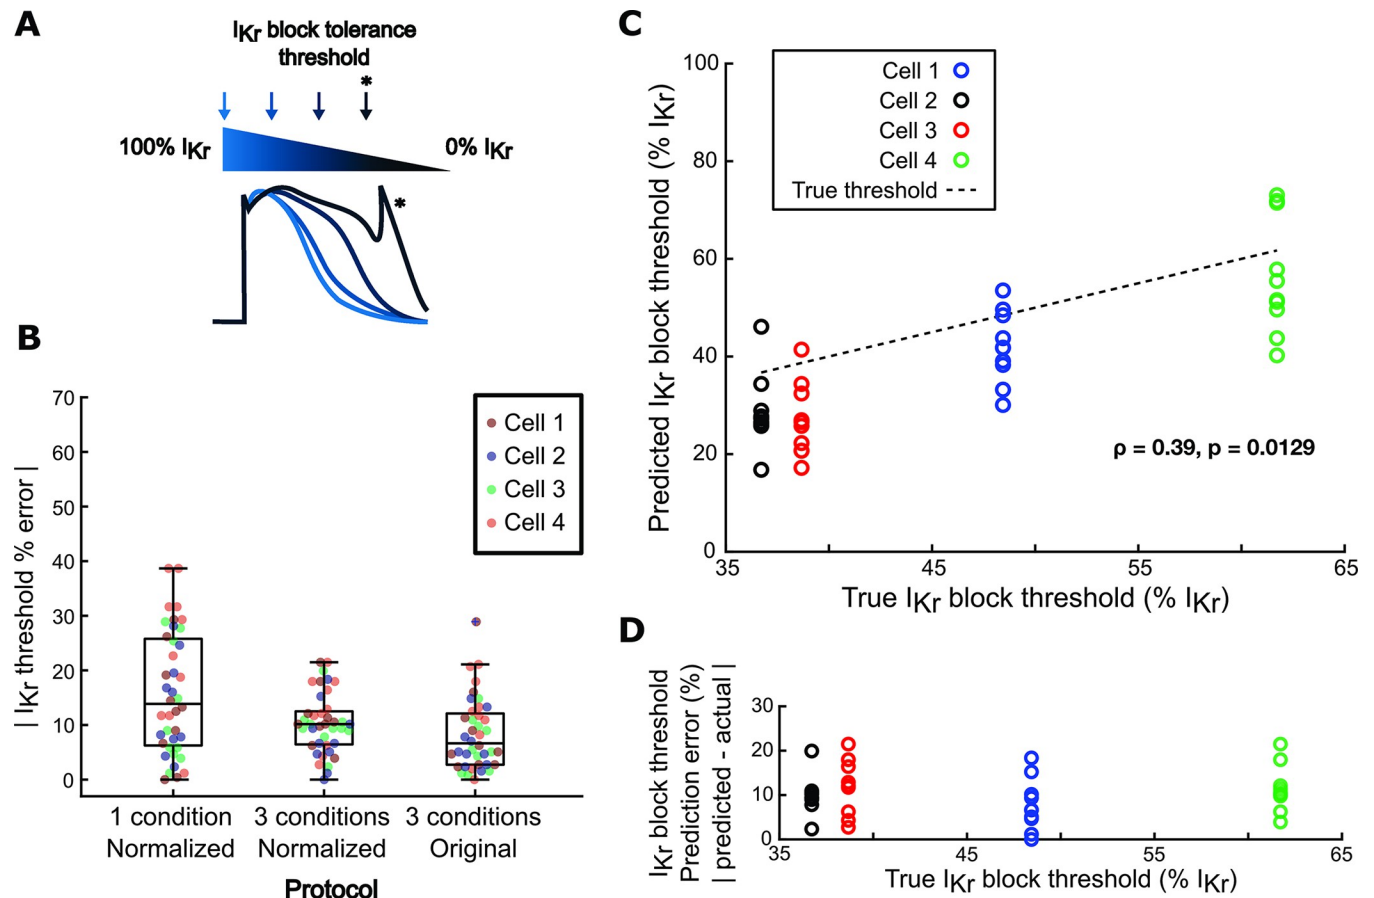 A
IKr block tolerance
threshold
*
100% IKr
0% IKr
*
B
| IKr threshold % error |
70
60
50
40
30
20
10
0
Cell 1
Cell 2
Cell 3
Cell 4
1 condition
Normalized
3 conditions
Normalized
3 conditions
Original
Protocol
C
Predicted IKr block threshold (% IKr)
100
80
60
40
20
0
Cell 1
Cell 2
Cell 3
Cell 4
True threshold
ρ = 0.39, p = 0.0129
35
45
55
65
True IKr block threshold (% IKr)
D
IKr block threshold
Prediction error (%)
| predicted - actual |
30
20
10
0
35
45
55
65
True IKr block threshold (% IKr)